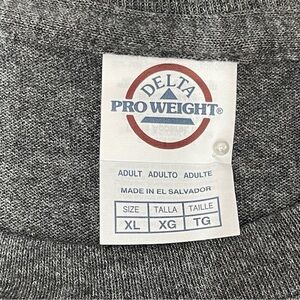 DELTA
PRO WEIGHT®
ADULT ADULTO ADULTE
MADE IN EL SALVADOR
SIZE TALLA TAILLE
XL XG TG